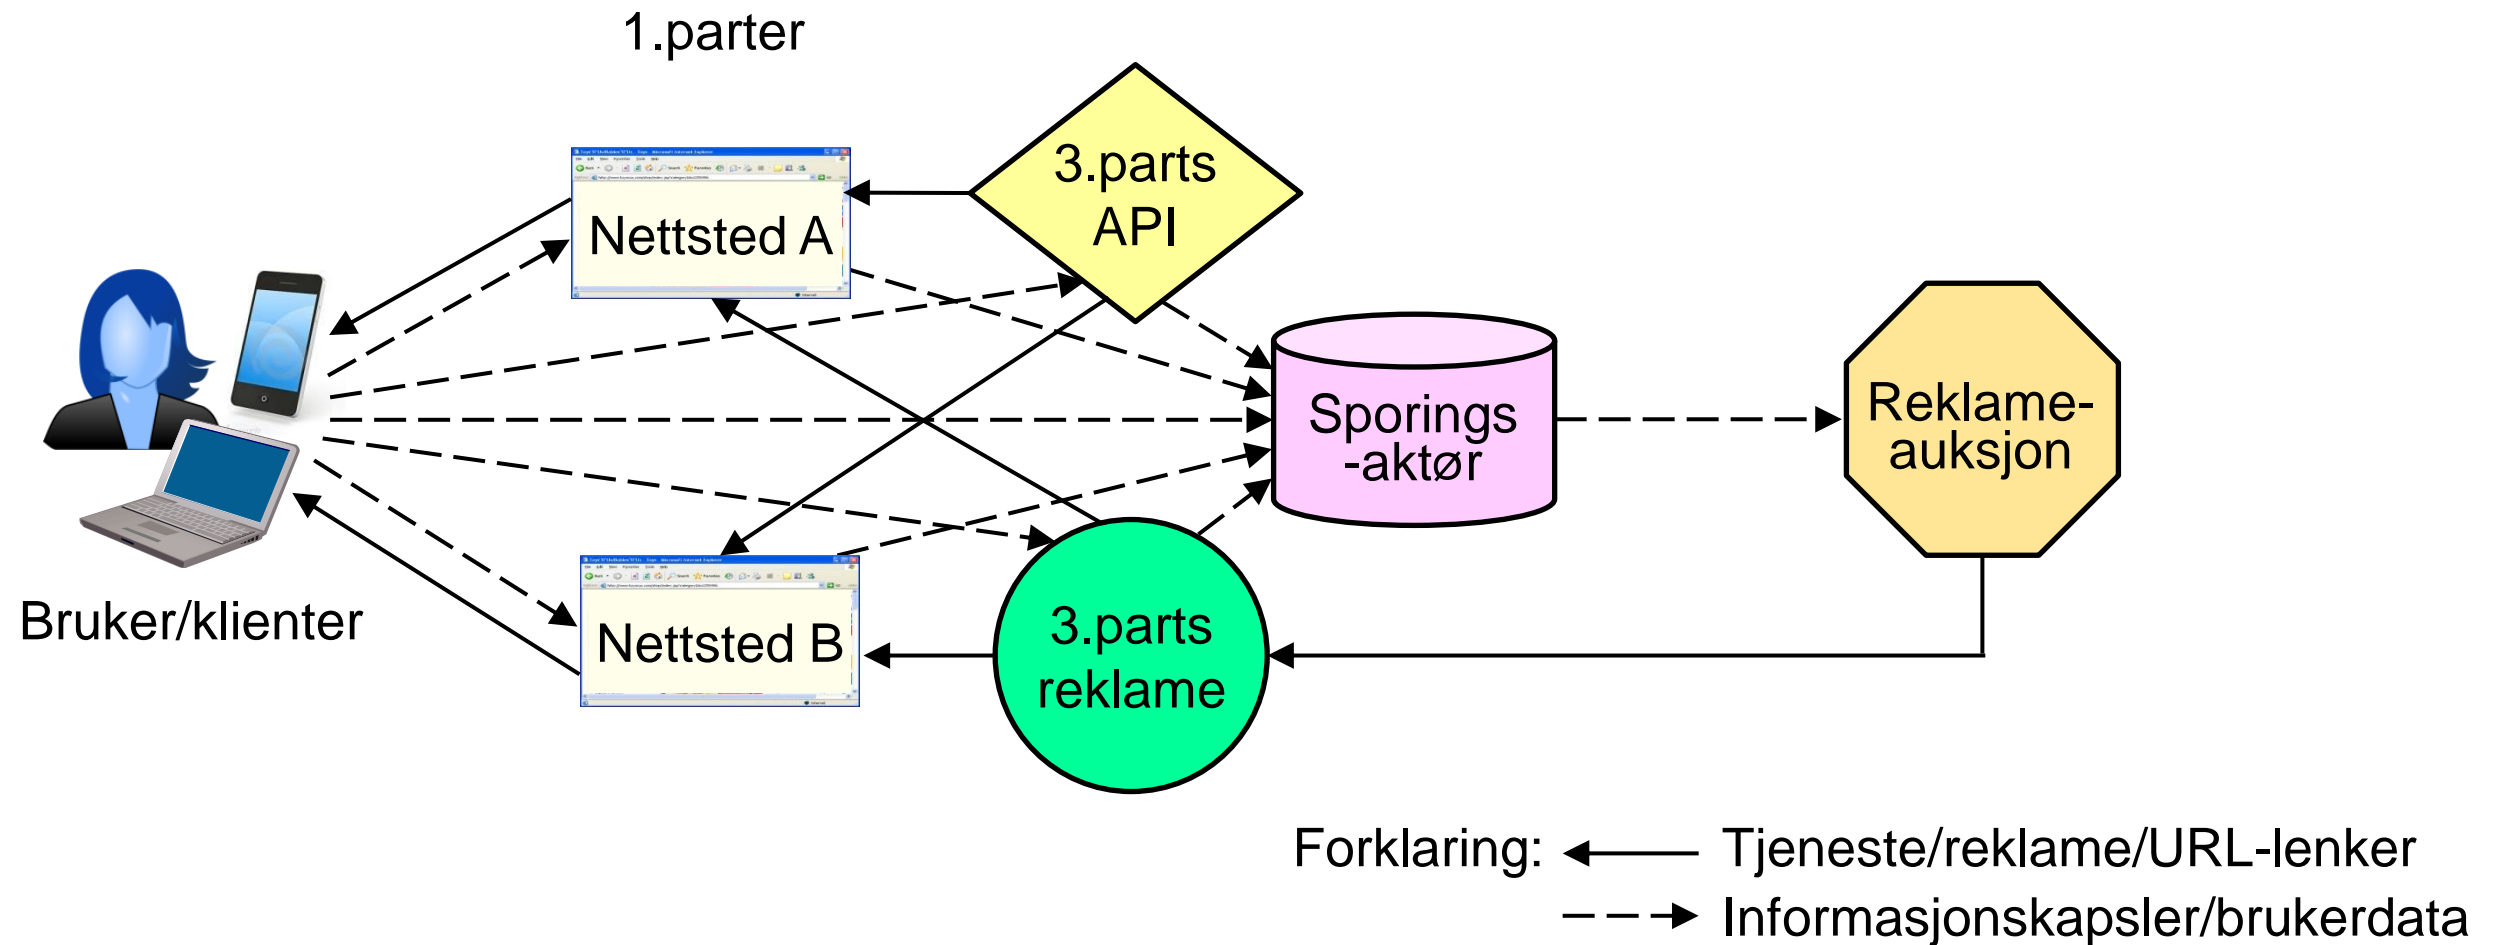 1.parter
3.parts
API
Nettsted A
Sporings
-aktør
Reklame-
auksjon
Bruker/klienter
Nettsted B
3.parts
reklame
Forklaring:
Tjeneste/reklame/URL-lenker
Informasjonskapsler/brukerdata